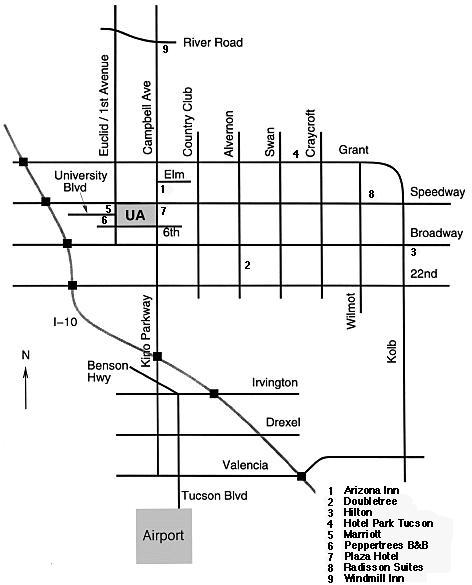 River Road
9
Euclid / 1st Avenue
Campbell Ave
Country Club
Alvernon
Swan
Craycroft
4
Grant
University
Blvd
Elm
1
8
Speedway
5
UA
7
6
6th
Broadway
3
2
22nd
I-10
Kino Parkway
Wilmot
Kolb
N
Benson
Hwy
Irvington
Drexel
Valencia
Tucson Blvd
Airport
1 Arizona Inn
2 Doubletree
3 Hilton
4 Hotel Park Tucson
5 Marriott
6 Peppertrees B&B
7 Plaza Hotel
8 Radisson Suites
9 Windmill Inn